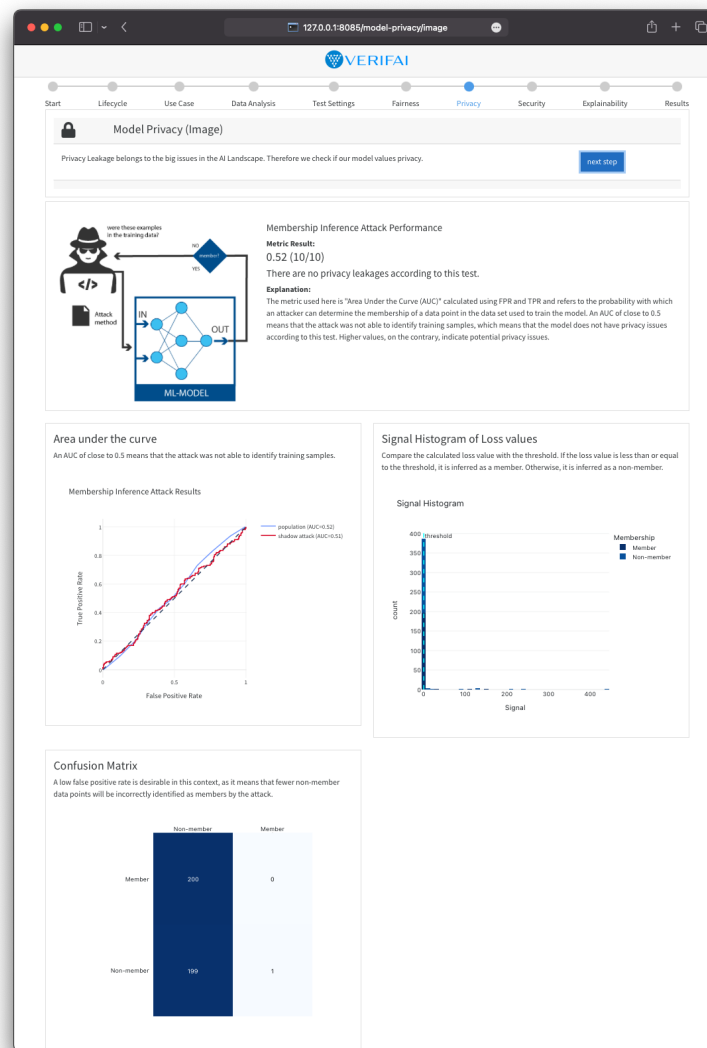 127.0.0.1:8085/model-privacy/image
VERIFAI
Start Lifecycle Use Case Data Analysis Test Settings Fairness Privacy Security Explainability Results
Model Privacy (Image)
Privacy Leakage belongs to the big issues in the AI Landscape. Therefore we check if our model values privacy.
next step
were these examples
in the training data?
NO
member?
YES
</>
Attack
method
IN
OUT
ML-MODEL
Membership Inference Attack Performance
Metric Result:
0.52 (10/10)
There are no privacy leakages according to this test.
Explanation:
The metric used here is "Area Under the Curve (AUC)" calculated using FPR and TPR and refers to the probability with which
an attacker can determine the membership of a data point in the data set used to train the model. An AUC of close to 0.5
means that the attack was not able to identify training samples, which means that the model does not have privacy issues
according to this test. Higher values, on the contrary, indicate potential privacy issues.
Area under the curve
An AUC of close to 0.5 means that the attack was not able to identify training samples.
Membership Inference Attack Results
population (AUC=0.52)
shadow attack (AUC=0.51)
1
0.8
0.6
0.4
0.2
0
True Positive Rate
0 0.5 1
False Positive Rate
Signal Histogram of Loss values
Compare the calculated loss value with the threshold. If the loss value is less than or equal
to the threshold, it is inferred as a member. Otherwise, it is inferred as a non-member.
Signal Histogram
threshold
Membership
Member
Non-member
400
350
300
250
200
150
100
50
0
count
0 100 200 300 400
Signal
Confusion Matrix
A low false positive rate is desirable in this context, as it means that fewer non-member
data points will be incorrectly identified as members by the attack.
Non-member Member
Member 200 0
Non-member 199 1